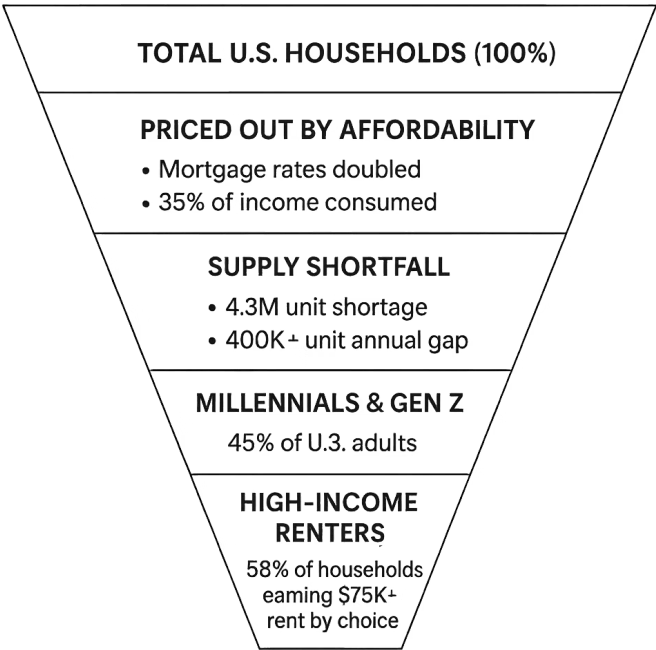 TOTAL U.S. HOUSEHOLDS (100%)
PRICED OUT BY AFFORDABILITY
• Mortgage rates doubled
• 35% of income consumed
SUPPLY SHORTFALL
• 4.3M unit shortage
• 400K+ unit annual gap
MILLENNIALS & GEN Z
45% of U.3. adults
HIGH-INCOME
RENTERS
58% of households
eaming $75K+
rent by choice